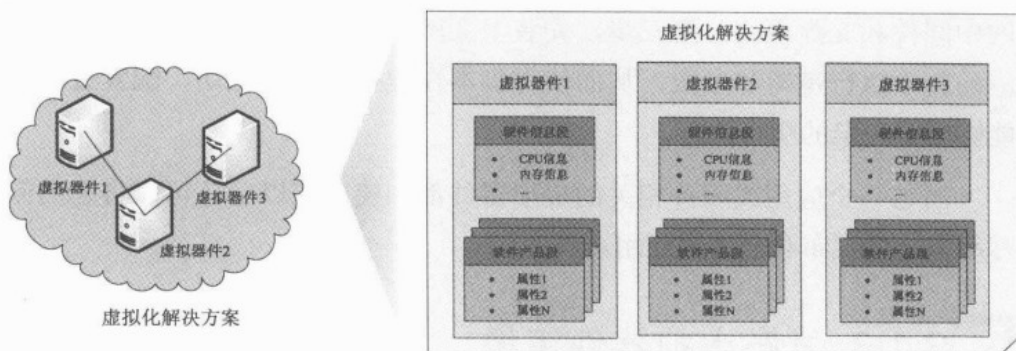 虚拟器件1
虚拟器件3
虚拟器件2
虚拟化解决方案
虚拟化解决方案
虚拟器件1
硬件信息段
• CPU信息
• 内存信息
• ...
软件产品段
• 属性1
• 属性2
• 属性N
虚拟器件2
硬件信息段
• CPU信息
• 内存信息
• ...
软件产品段
• 属性1
• 属性2
• 属性N
虚拟器件3
硬件信息段
• CPU信息
• 内存信息
• ...
软件产品段
• 属性1
• 属性2
• 属性N